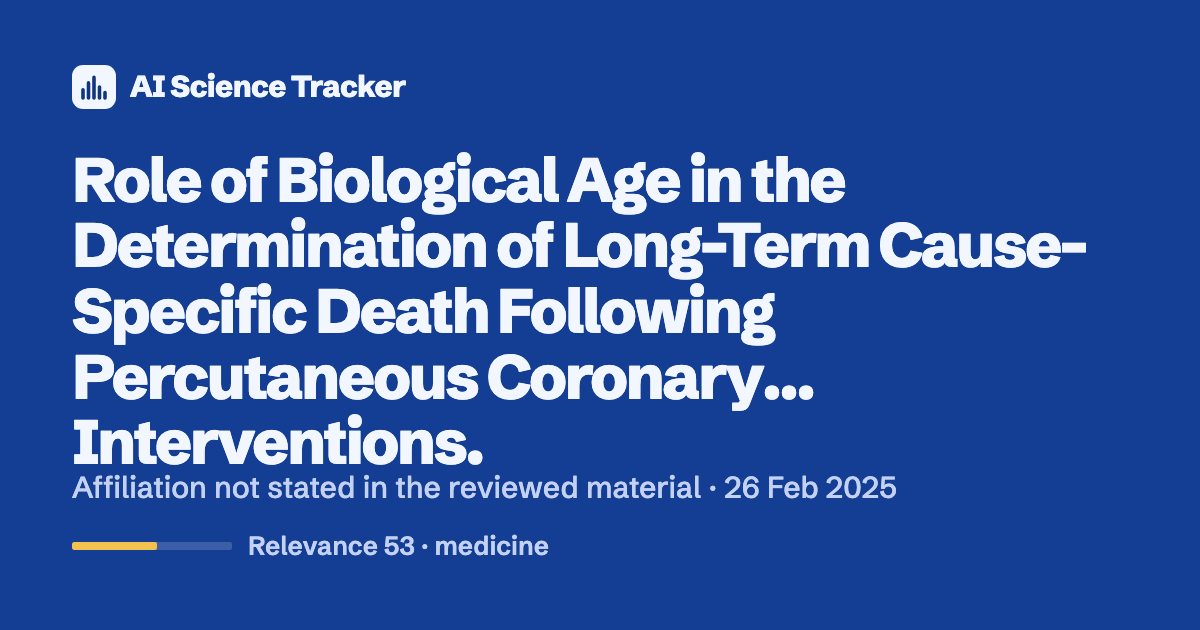 AI Science Tracker
Role of Biological Age in the
Determination of Long-Term Cause-
Specific Death Following
Percutaneous Coronary...
Interventions.
Affiliation not stated in the reviewed material · 26 Feb 2025
Relevance 53 · medicine